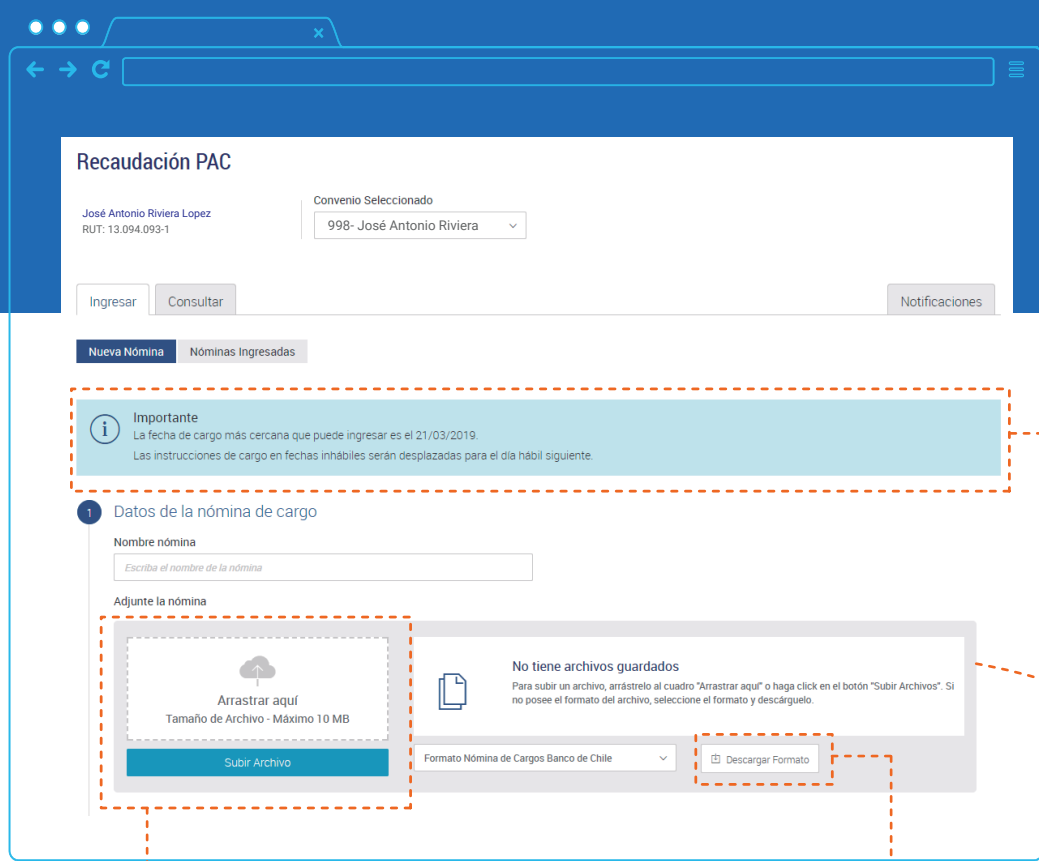 Recaudación PAC
José Antonio Riviera Lopez
RUT: 13.094.093-1
Convenio Seleccionado
998- José Antonio Riviera
Ingresar
Consultar
Notificaciones
Nueva Nómina
Nóminas Ingresadas
Importante
La fecha de cargo más cercana que puede ingresar es el 21/03/2019.
Las instrucciones de cargo en fechas inhábiles serán desplazadas para el día hábil siguiente.
1 Datos de la nómina de cargo
Nombre nómina
Escriba el nombre de la nómina
Adjunte la nómina
Arrastrar aquí
Tamaño de Archivo - Máximo 10 MB
Subir Archivo
No tiene archivos guardados
Para subir un archivo, arrástrelo al cuadro "Arrastrar aquí" o haga click en el botón "Subir Archivos". Si
no posee el formato del archivo, seleccione el formato y descárguelo.
Formato Nómina de Cargos Banco de Chile
Descargar Formato